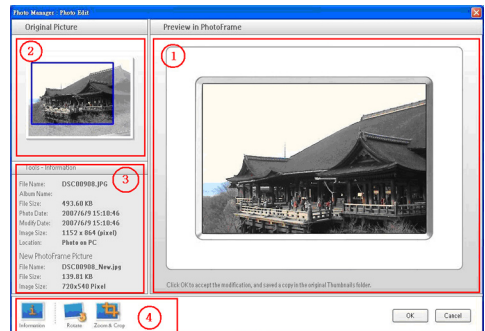 Photo Manager : Photo Edit
Original Picture
Preview in PhotoFrame
1
2
3
Tools - Information
File Name: DSC00908.JPG
Album Name:
File Size: 493.60 KB
Photo Date: 2007/6/9 15:10:46
Modify Date: 2007/6/9 15:10:46
Image Size: 1152 x 864 (pixel)
Location: Photo on PC
New PhotoFrame Picture
File Name: DSC00908_New.jpg
File Size: 139.81 KB
Image Size: 720x540 Pixel
Click OK to accept the modification, and saved a copy in the original Thumbnails folder.
4
Information
Rotate
Zoom & Crop
OK
Cancel